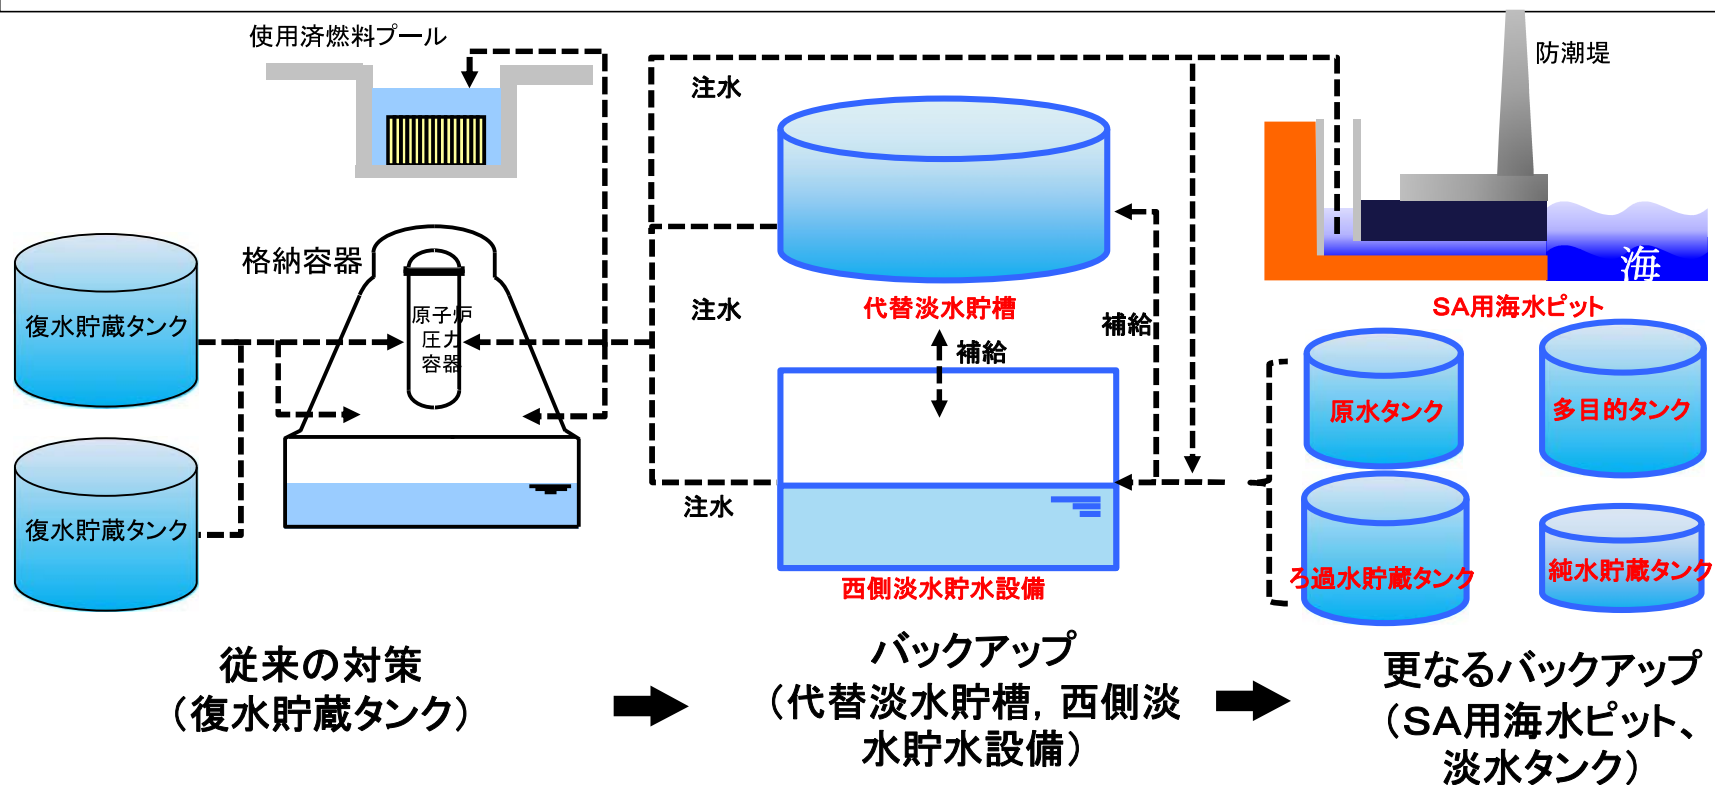 使用済燃料プール
防潮堤
注水
格納容器
海
復水貯蔵タンク
原子炉
圧力
容器
注水
代替淡水貯槽
SA用海水ピット
補給
補給
原水タンク
多目的タンク
復水貯蔵タンク
注水
ろ過水貯蔵タンク
純水貯蔵タンク
西側淡水貯水設備
従来の対策
（復水貯蔵タンク）
バックアップ
（代替淡水貯槽，西側淡
水貯水設備）
更なるバックアップ
（SA用海水ピット、
淡水タンク）